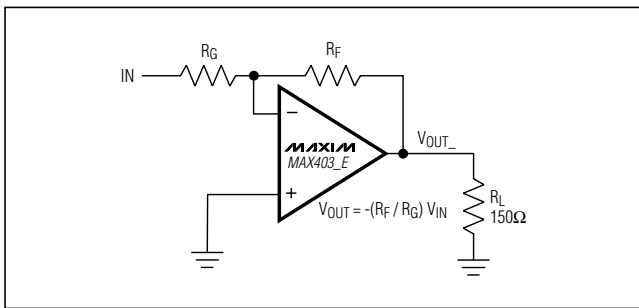 R_G
R_F
IN
−
MAXIM
MAX403_E
+
V_OUT_
V_OUT = -(R_F / R_G) V_IN
R_L
150Ω